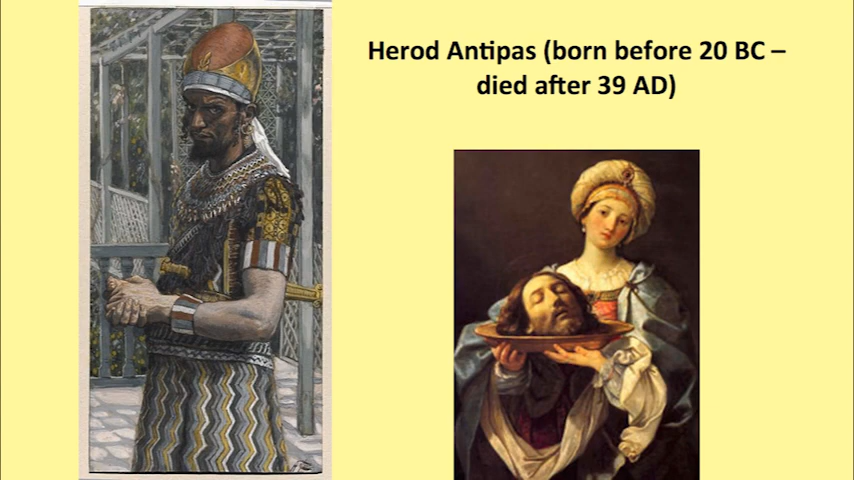 Herod Antipas (born before 20 BC –
died after 39 AD)